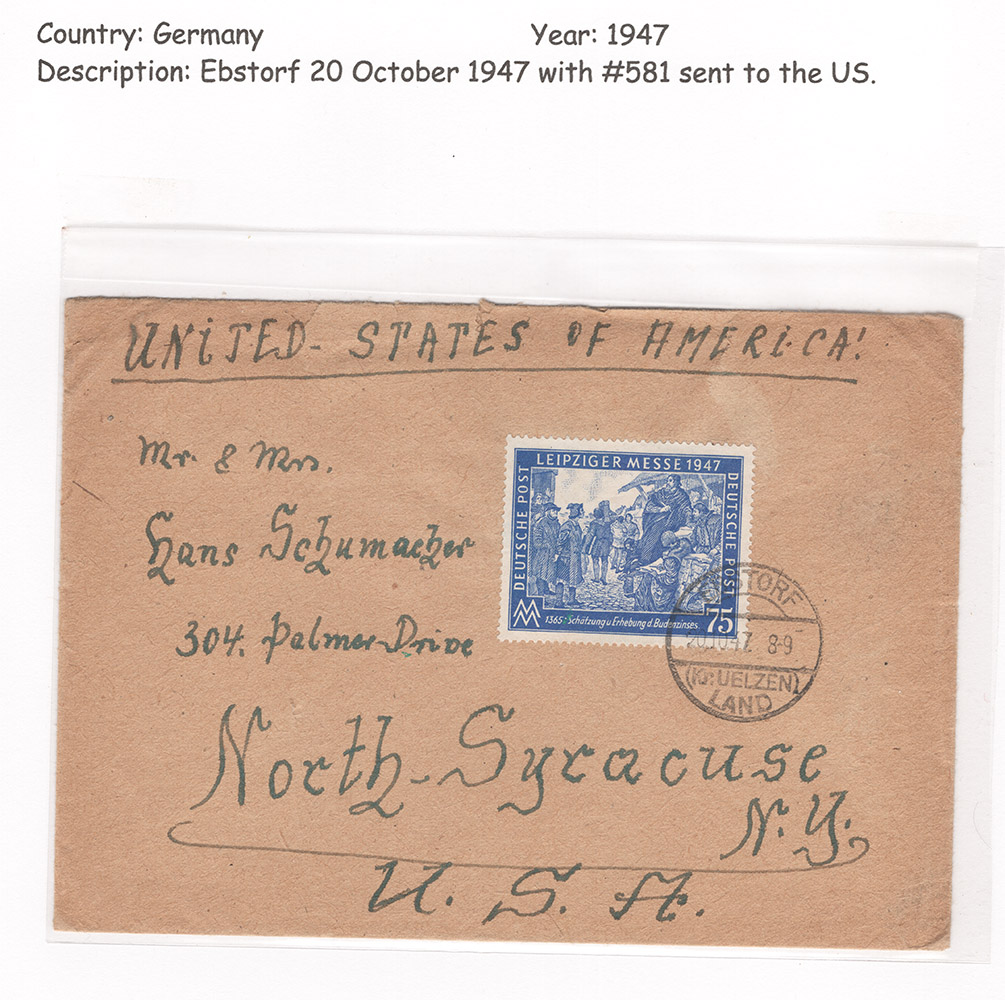 Country: Germany Year: 1947
Description: Ebstorf 20 October 1947 with #581 sent to the US.
UNITED- STATES OF AMERICA!
Mr. & Mrs.
Hans Schumacher
304. Palmer-Drive
North-Syracuse
N.Y.
U. S. A.
LEIPZIGER MESSE 1947
DEUTSCHE POST
DEUTSCHE POST
75
1365 · Schätzung u Erhebung d. Budenzinses
EBSTORF
20.10.47 8-9
(Kr. UELZEN)
LAND